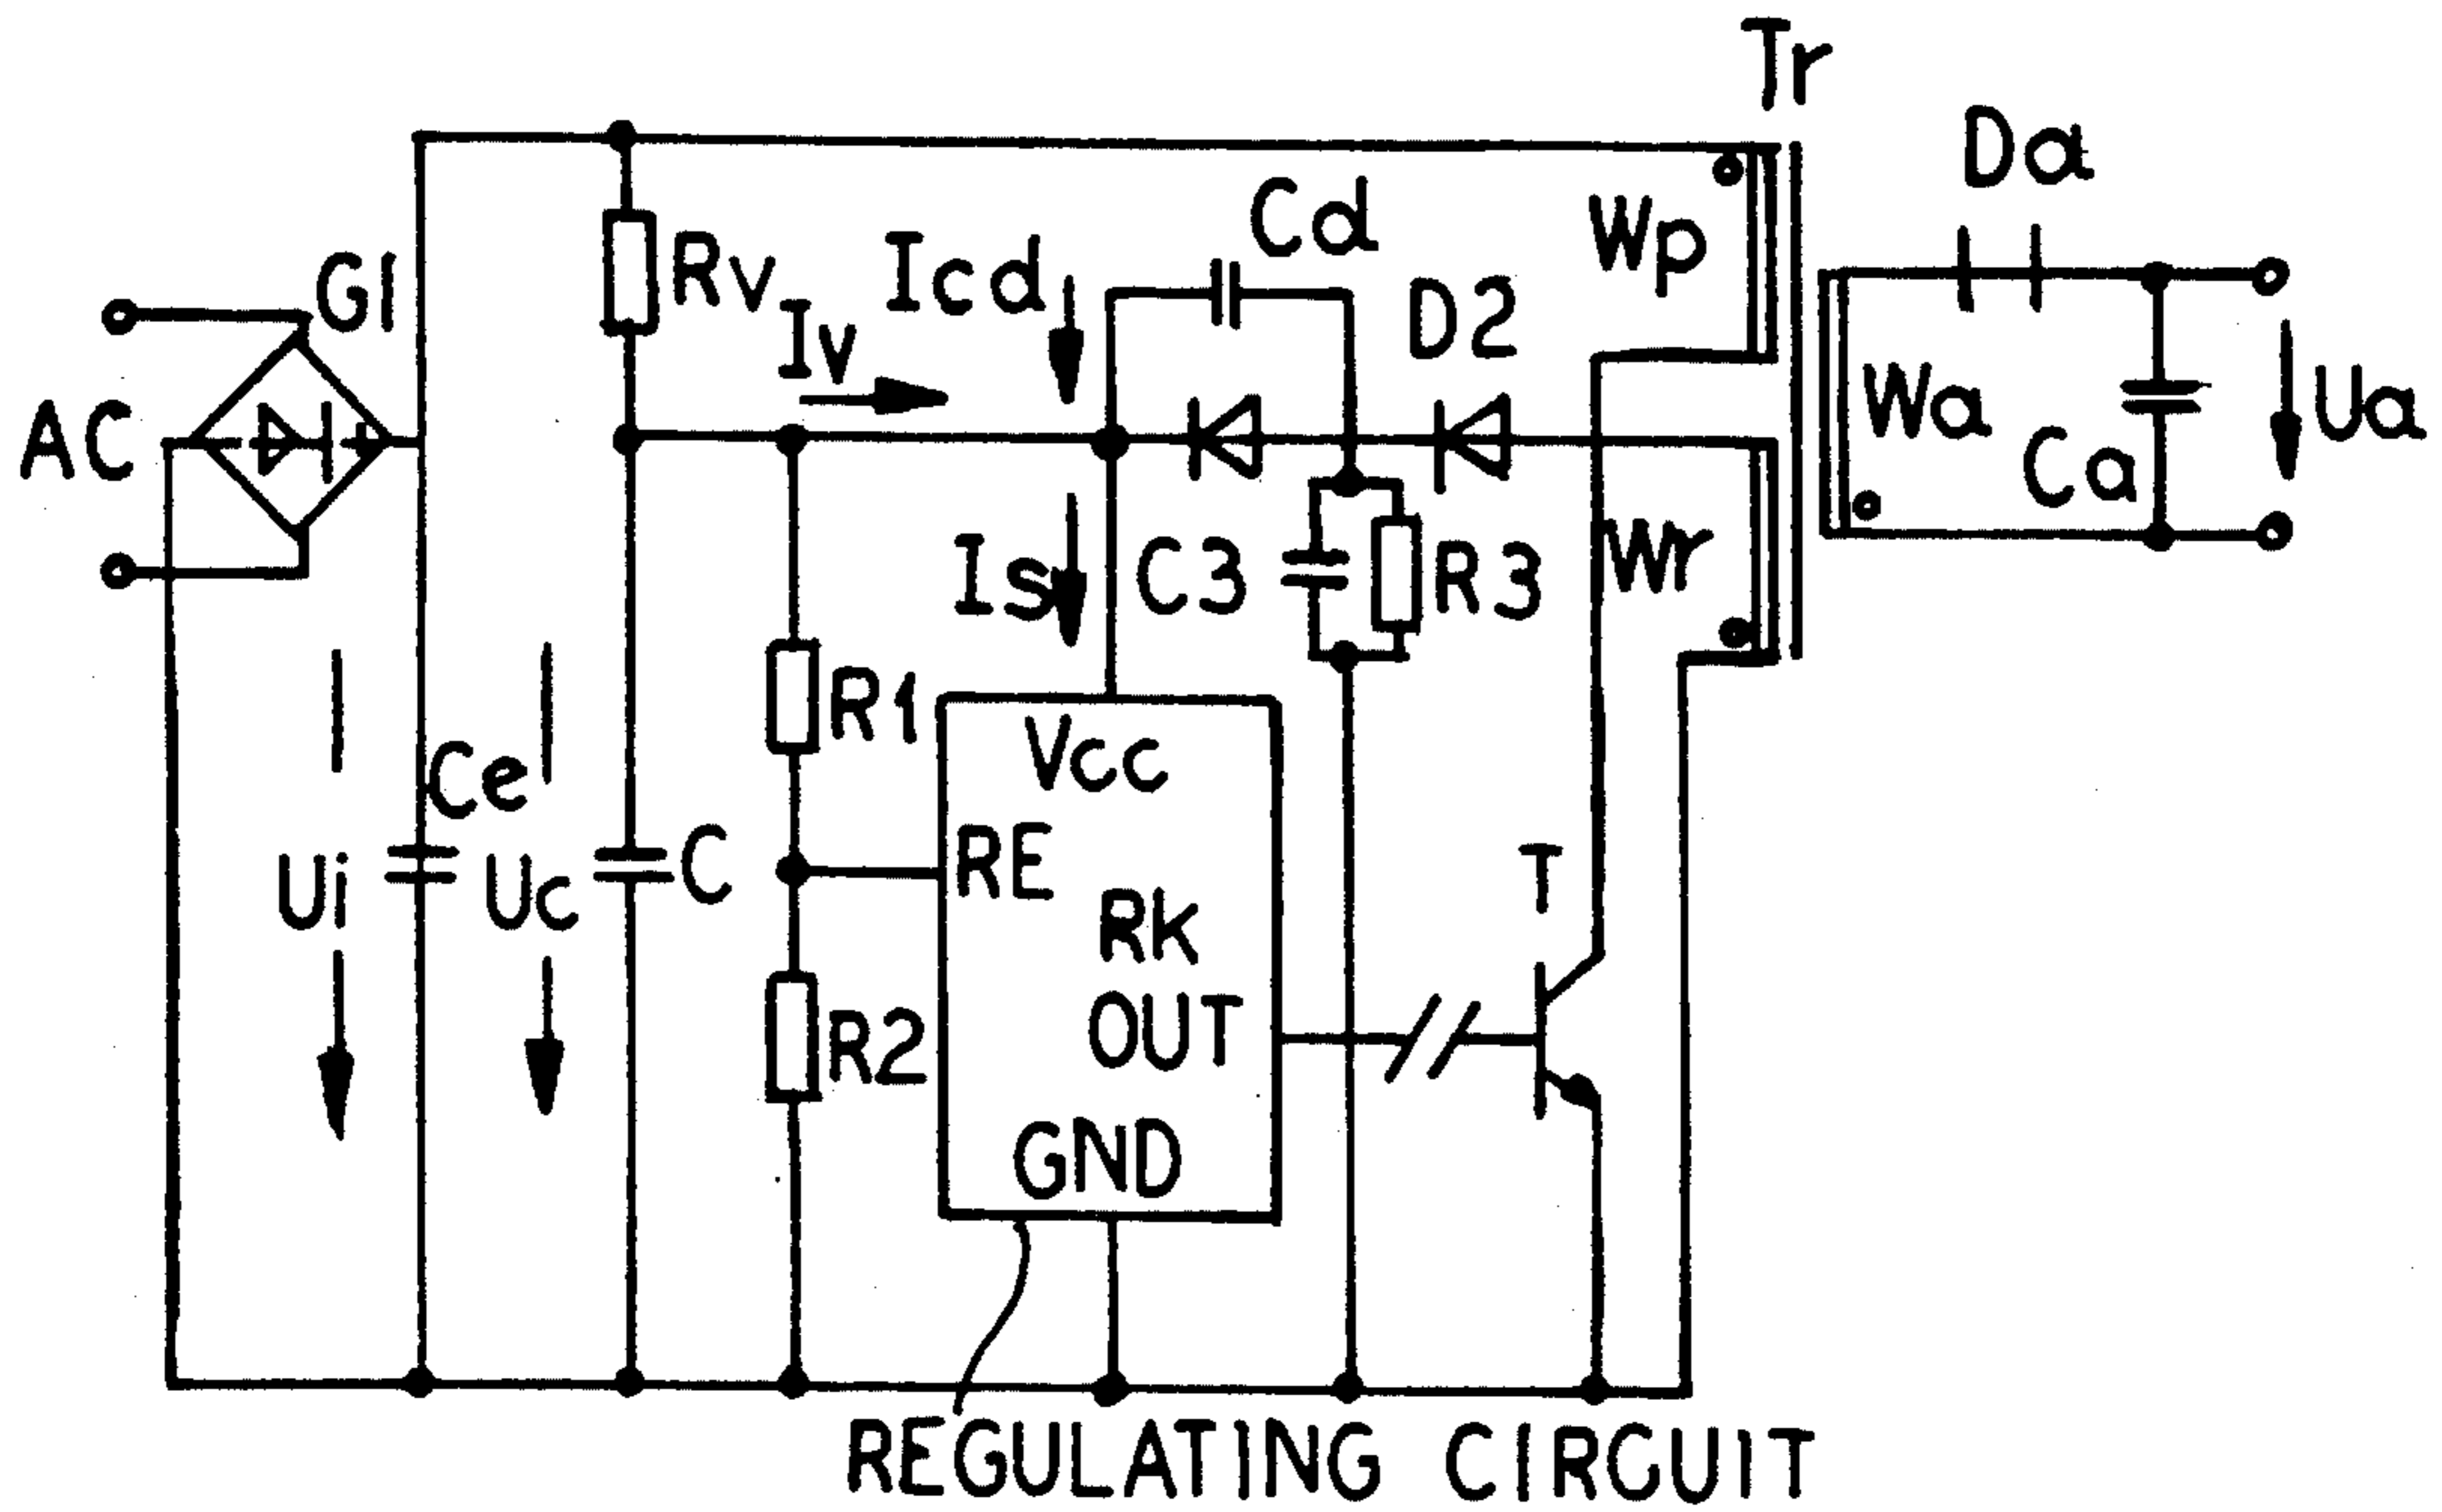 Tr
Da
Cd
Wp
Gl
Rv
Icd
Iv
D2
AC
Wa
Ua
Ca
Is
C3
R3
Wr
R1
Vcc
Ce
Ui
Uc
C
RE
T
Rk
OUT
R2
GND
REGULATING CIRCUIT